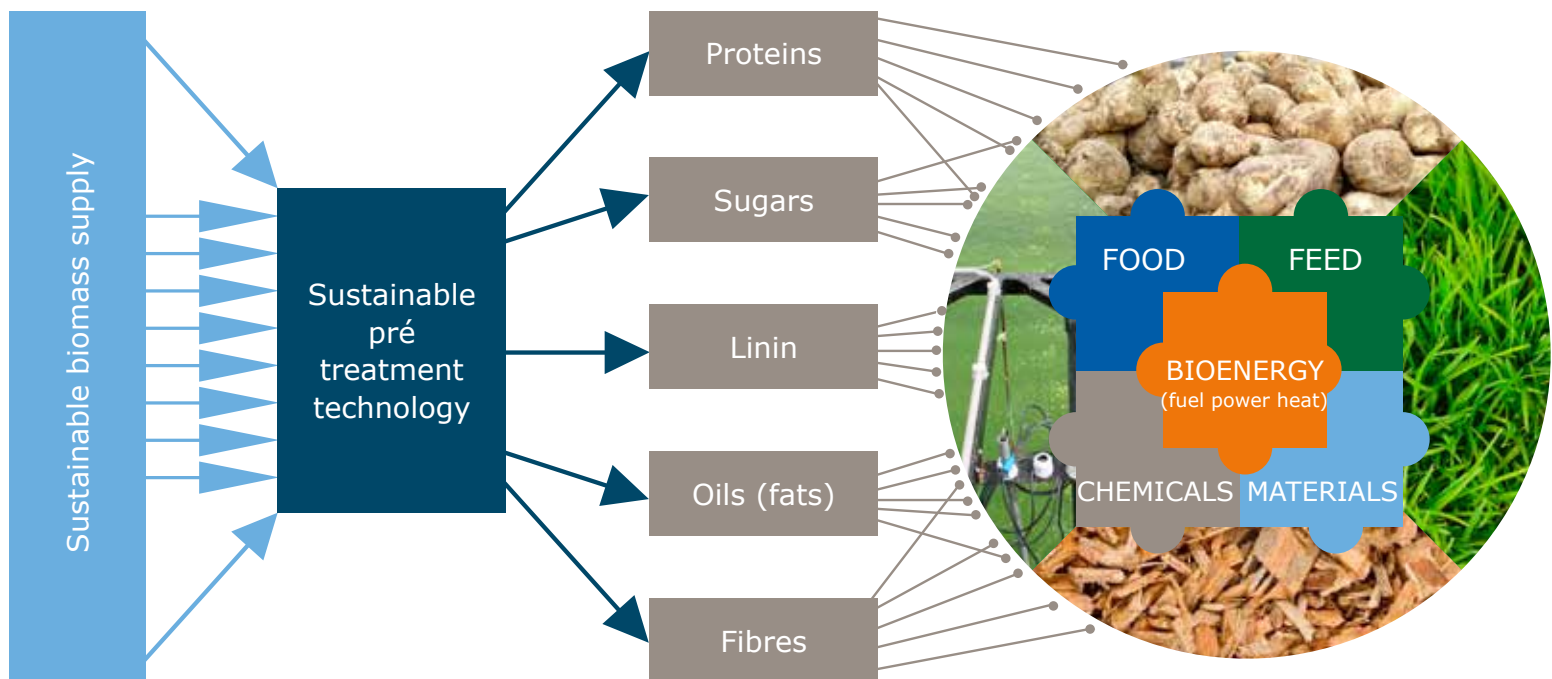 Sustainable biomass supply
Sustainable
pré
treatment
technology
Proteins
Sugars
Linin
Oils (fats)
Fibres
FOOD
FEED
BIOENERGY
(fuel power heat)
CHEMICALS
MATERIALS